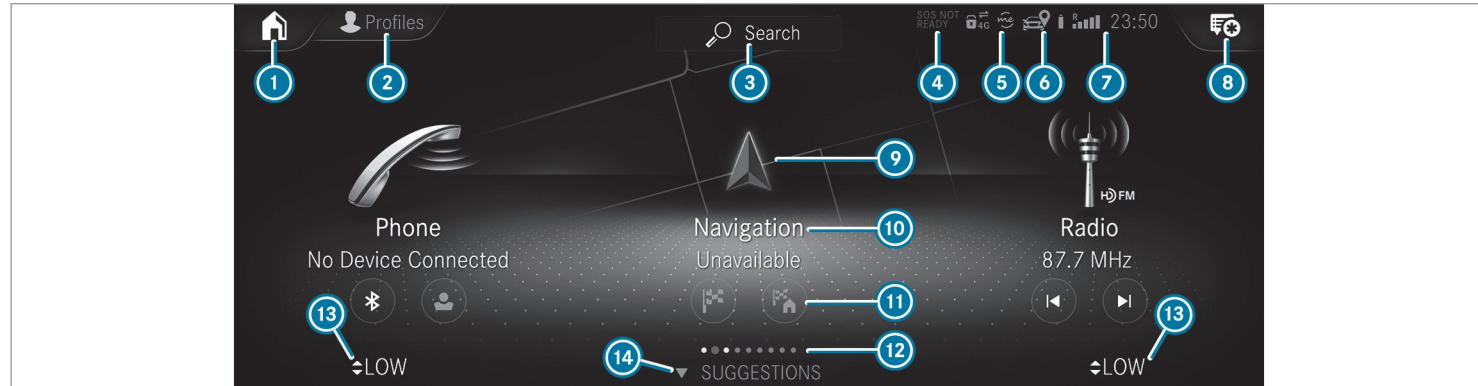 Profiles
Search
SOS NOT
READY
4G
me
R
23:50
1
2
3
4
5
6
7
8
9
HD FM
Phone
Navigation
10
Radio
No Device Connected
Unavailable
87.7 MHz
11
13
13
12
14
LOW
SUGGESTIONS
LOW